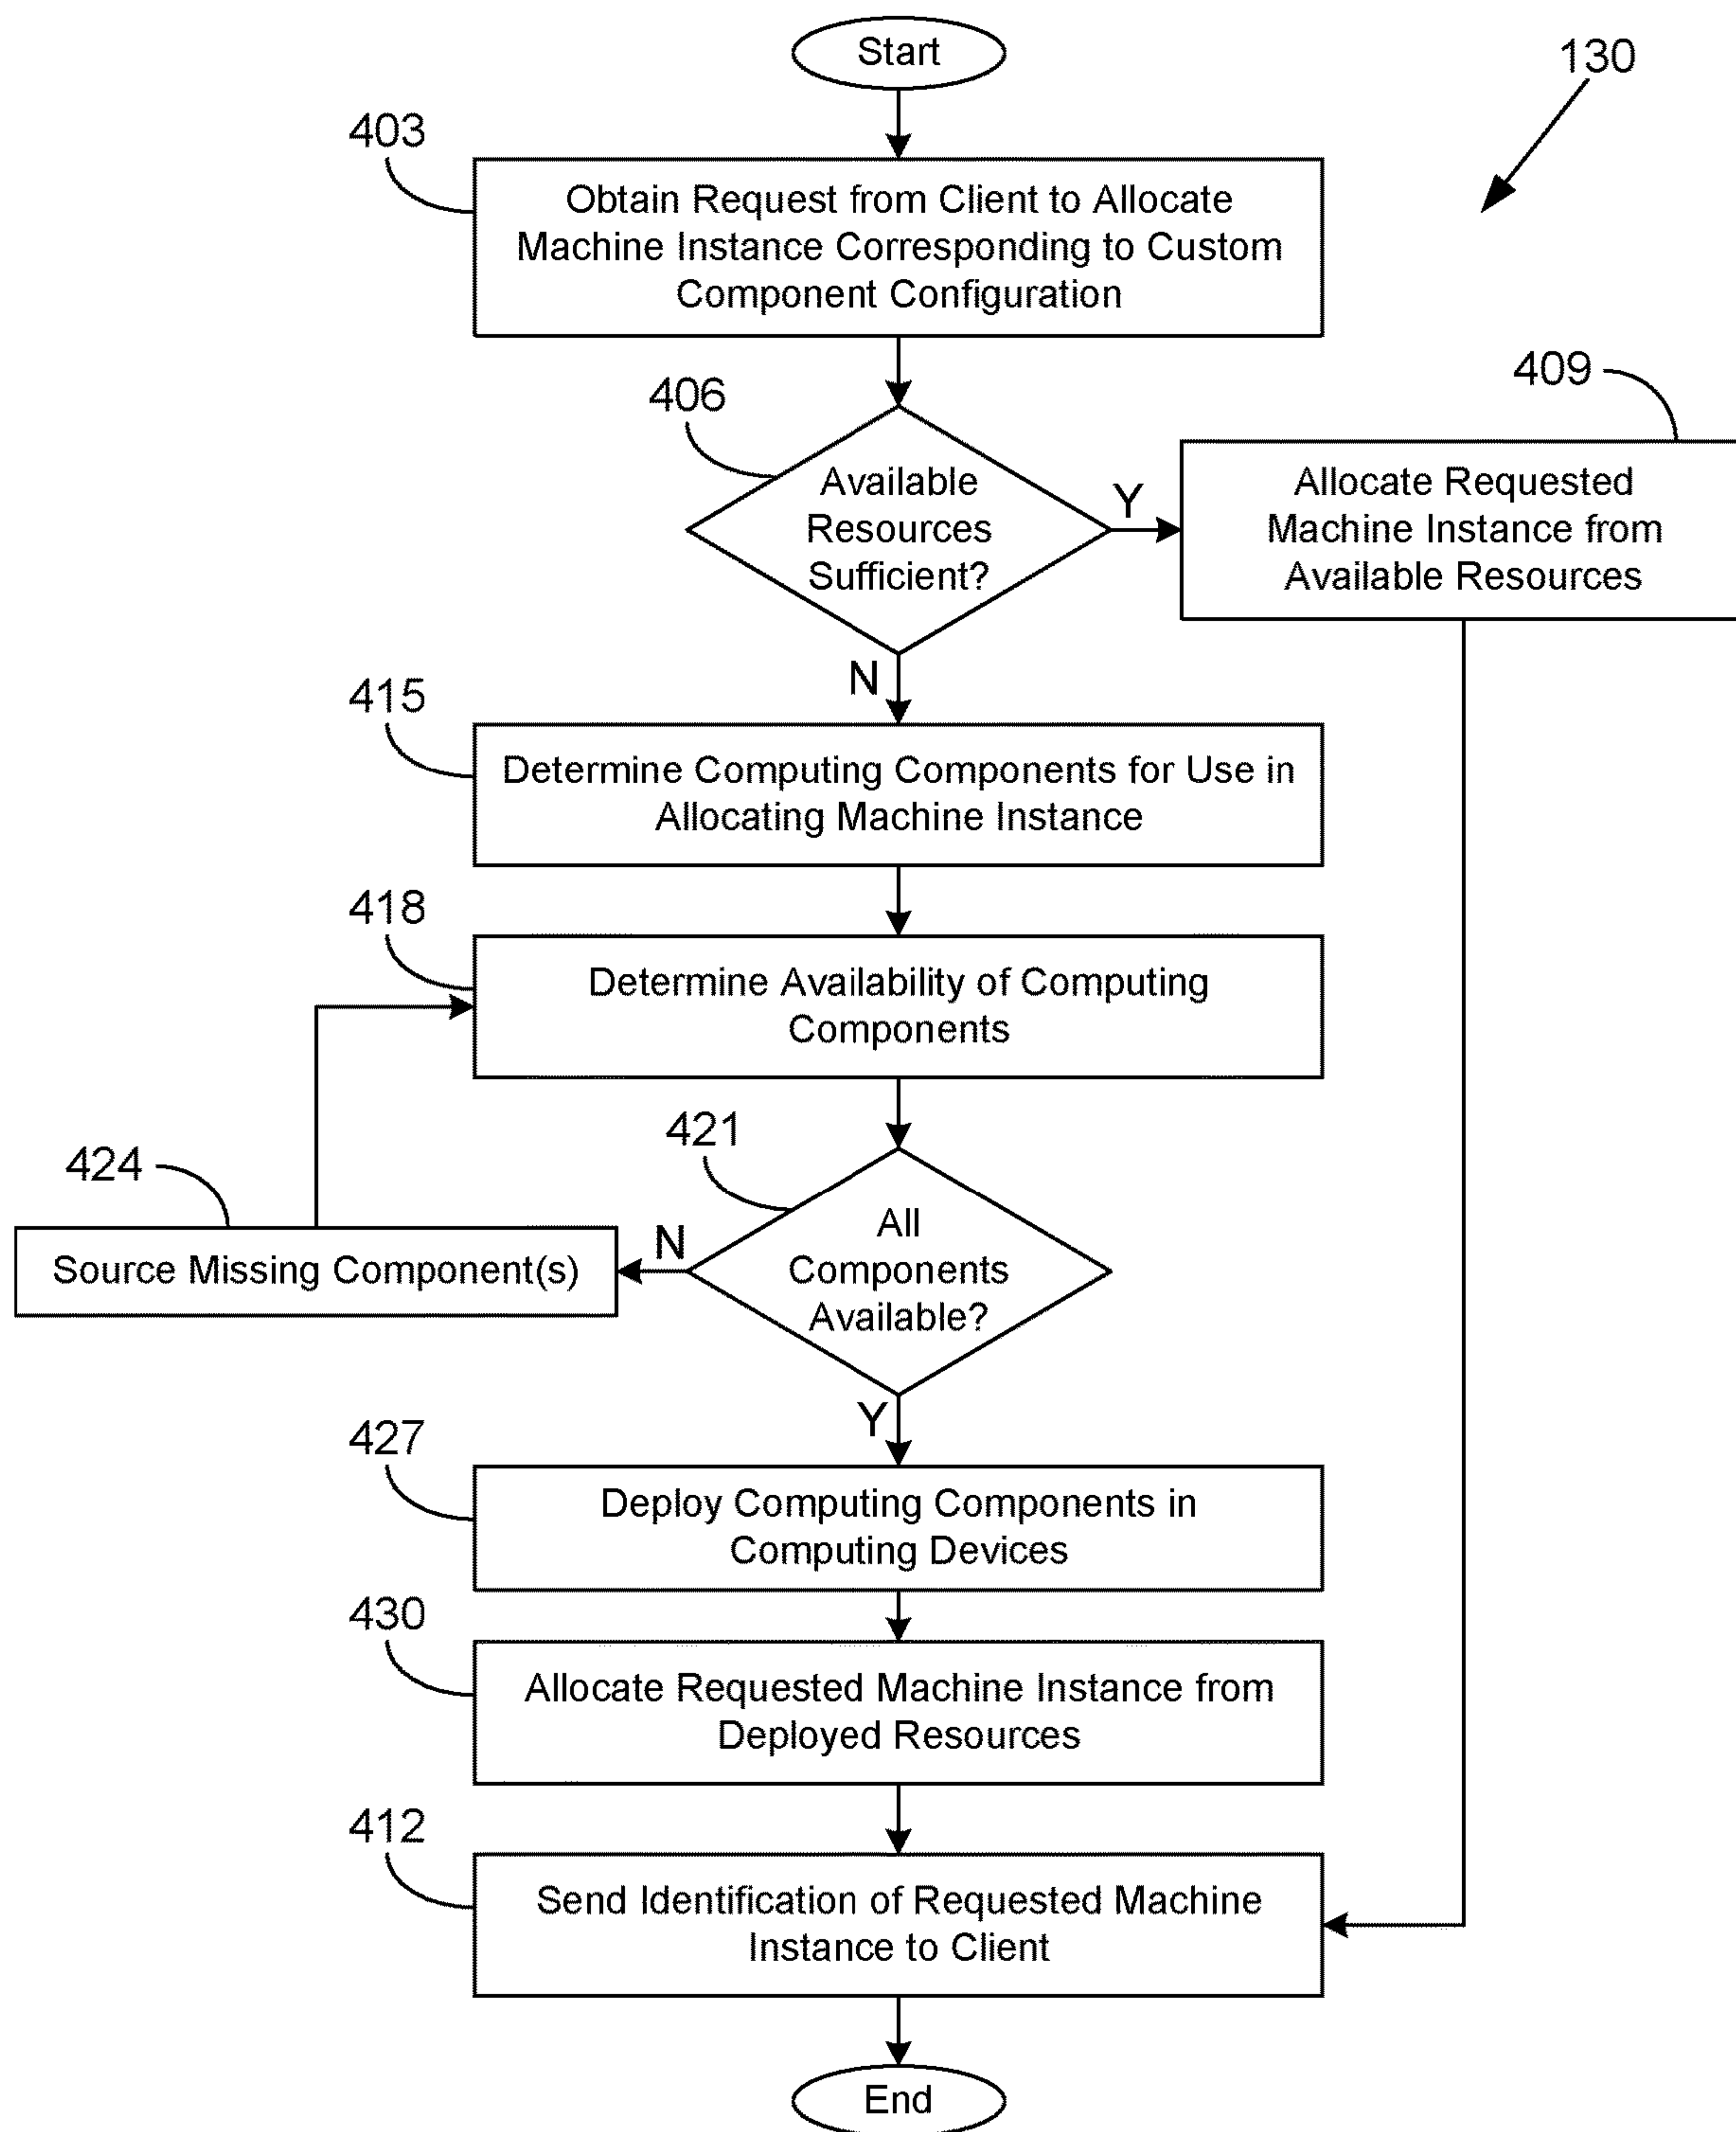 Start
130
403
Obtain Request from Client to Allocate
Machine Instance Corresponding to Custom
Component Configuration
409
406
Available
Resources
Sufficient?
Y
Allocate Requested
Machine Instance from
Available Resources
N
415
Determine Computing Components for Use in
Allocating Machine Instance
418
Determine Availability of Computing
Components
421
424
All
Components
Available?
N
Source Missing Component(s)
Y
427
Deploy Computing Components in
Computing Devices
430
Allocate Requested Machine Instance from
Deployed Resources
412
Send Identification of Requested Machine
Instance to Client
End